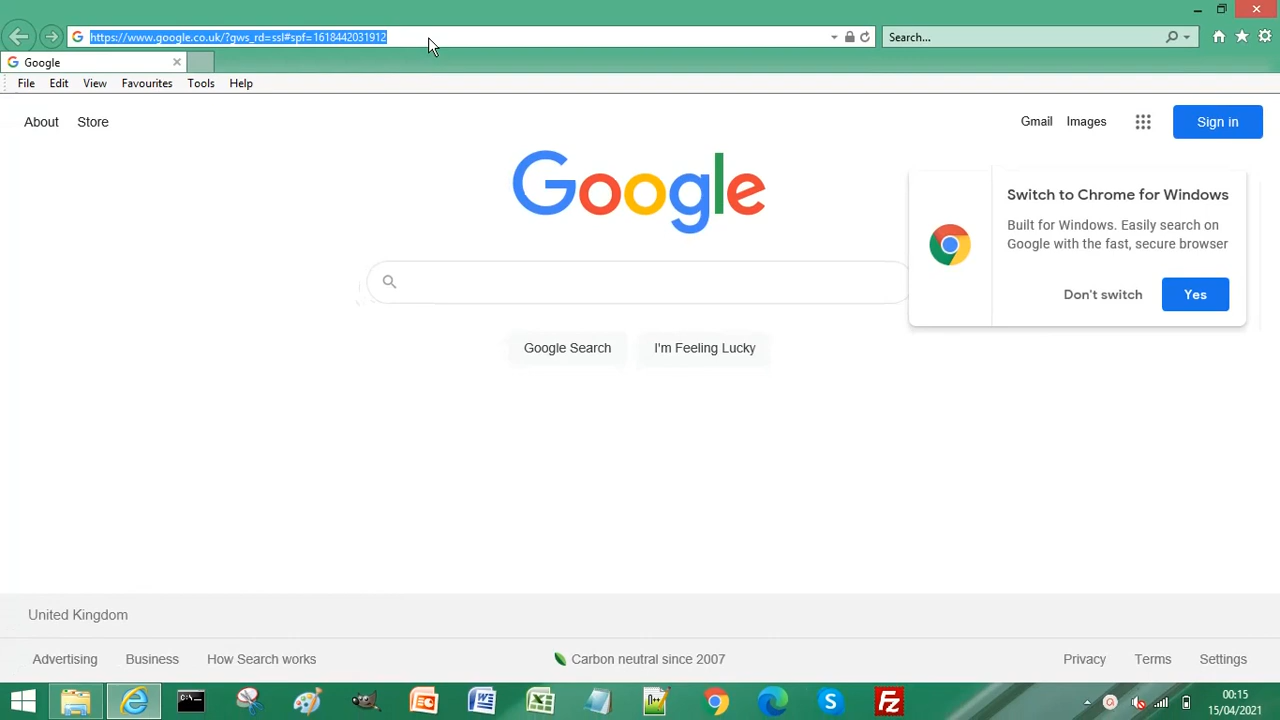 https://www.google.co.uk/?gws_rd=ssl#spf=1618442031912
Search...
Google
File Edit View Favourites Tools Help
About Store
Gmail Images Sign in
Google
Switch to Chrome for Windows
Built for Windows. Easily search on
Google with the fast, secure browser
Don't switch Yes
Google Search I'm Feeling Lucky
United Kingdom
Advertising Business How Search works Carbon neutral since 2007 Privacy Terms Settings
00:15
15/04/2021